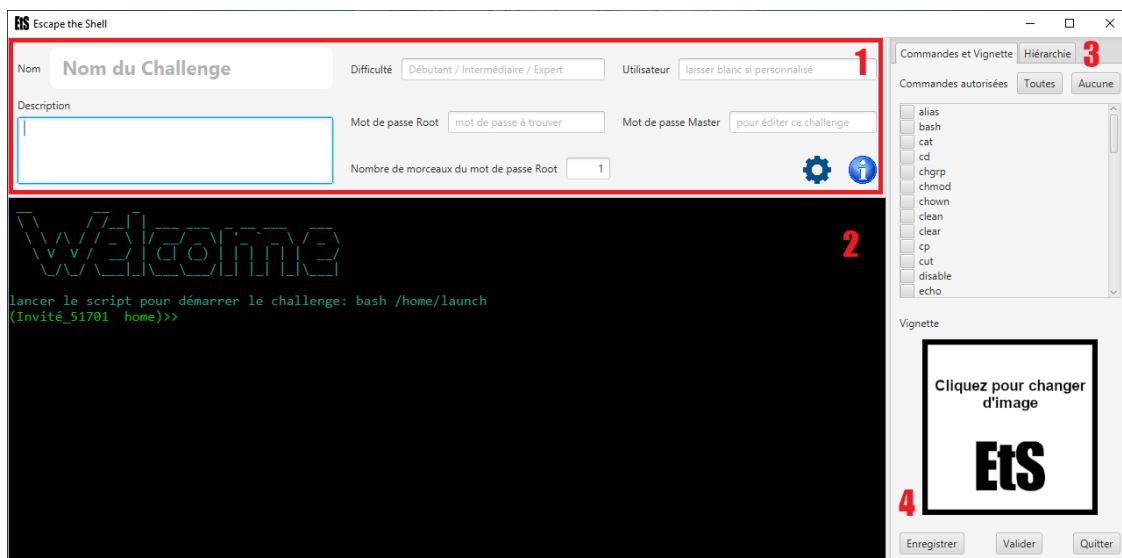 EtS Escape the Shell
1
Nom
Nom du Challenge
Difficulté
Débutant / Intermédiaire / Expert
Utilisateur
laisser blanc si personnalisé
Description
Mot de passe Root
mot de passe à trouver
Mot de passe Master
pour éditer ce challenge
Nombre de morceaux du mot de passe Root
1
2
Welcome
lancer le script pour démarrer le challenge: bash /home/launch
(Invité_51701 home)>>
Commandes et Vignette
Hiérarchie
3
Commandes autorisées
Toutes
Aucune
alias
bash
cat
cd
chgrp
chmod
chown
clean
clear
cp
cut
disable
echo
Vignette
Cliquez pour changer
d'image
EtS
4
Enregistrer
Valider
Quitter